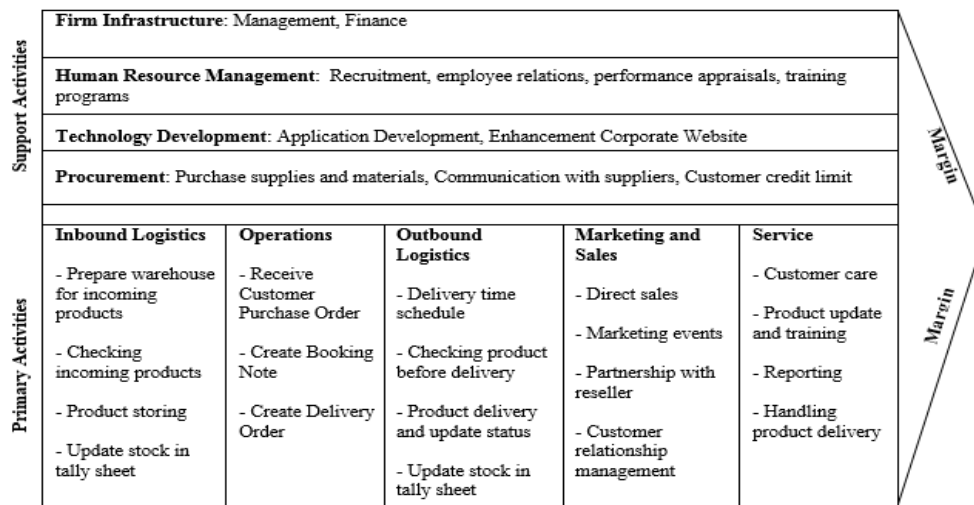 Support Activities
Firm Infrastructure: Management, Finance
Human Resource Management: Recruitment, employee relations, performance appraisals, training
programs
Technology Development: Application Development, Enhancement Corporate Website
Procurement: Purchase supplies and materials, Communication with suppliers, Customer credit limit
Margin
Primary Activities
Inbound Logistics
- Prepare warehouse
for incoming
products
- Checking
incoming products
- Product storing
- Update stock in
tally sheet
Operations
- Receive
Customer
Purchase Order
- Create Booking
Note
- Create Delivery
Order
Outbound
Logistics
- Delivery time
schedule
- Checking product
before delivery
- Product delivery
and update status
- Update stock in
tally sheet
Marketing and
Sales
- Direct sales
- Marketing events
- Partnership with
reseller
- Customer
relationship
management
Service
- Customer care
- Product update
and training
- Reporting
- Handling
product delivery
Margin